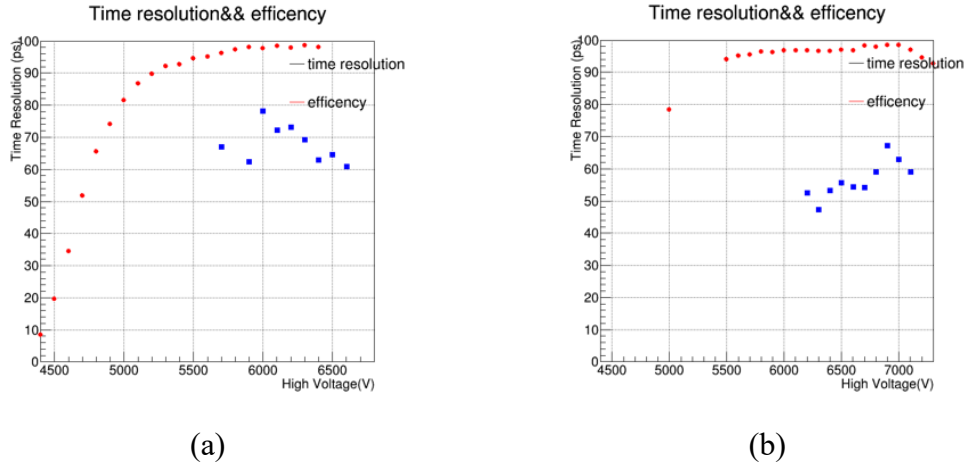 Time resolution&& efficency
Time Resolution (ps)
100
90
80
70
60
50
40
30
20
10
0
time resolution
efficency
4500 5000 5500 6000 6500
High Voltage(V)
(a)
Time resolution&& efficency
Time Resolution (ps)
100
90
80
70
60
50
40
30
20
10
0
time resolution
efficency
4500 5000 5500 6000 6500 7000
High Voltage(V)
(b)